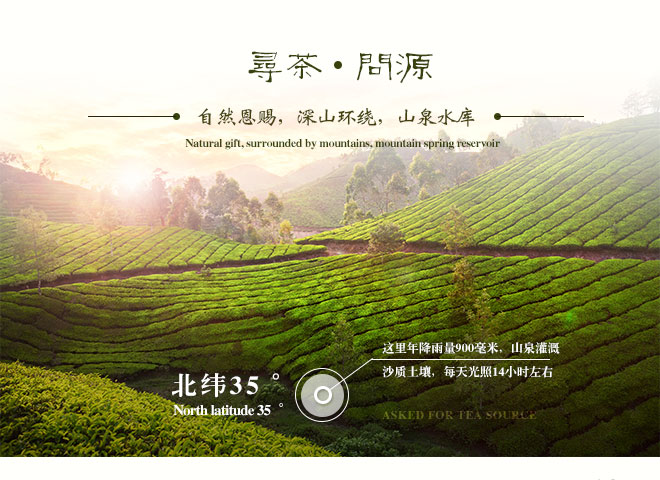 尋茶·問源
自然恩赐，深山环绕，山泉水库
Natural gift, surrounded by mountains, mountain spring reservoir
这里年降雨量900毫米，山泉灌溉
沙质土壤，每天光照14小时左右
北纬35°
North latitude 35°
ASKED FOR TEA SOURCE